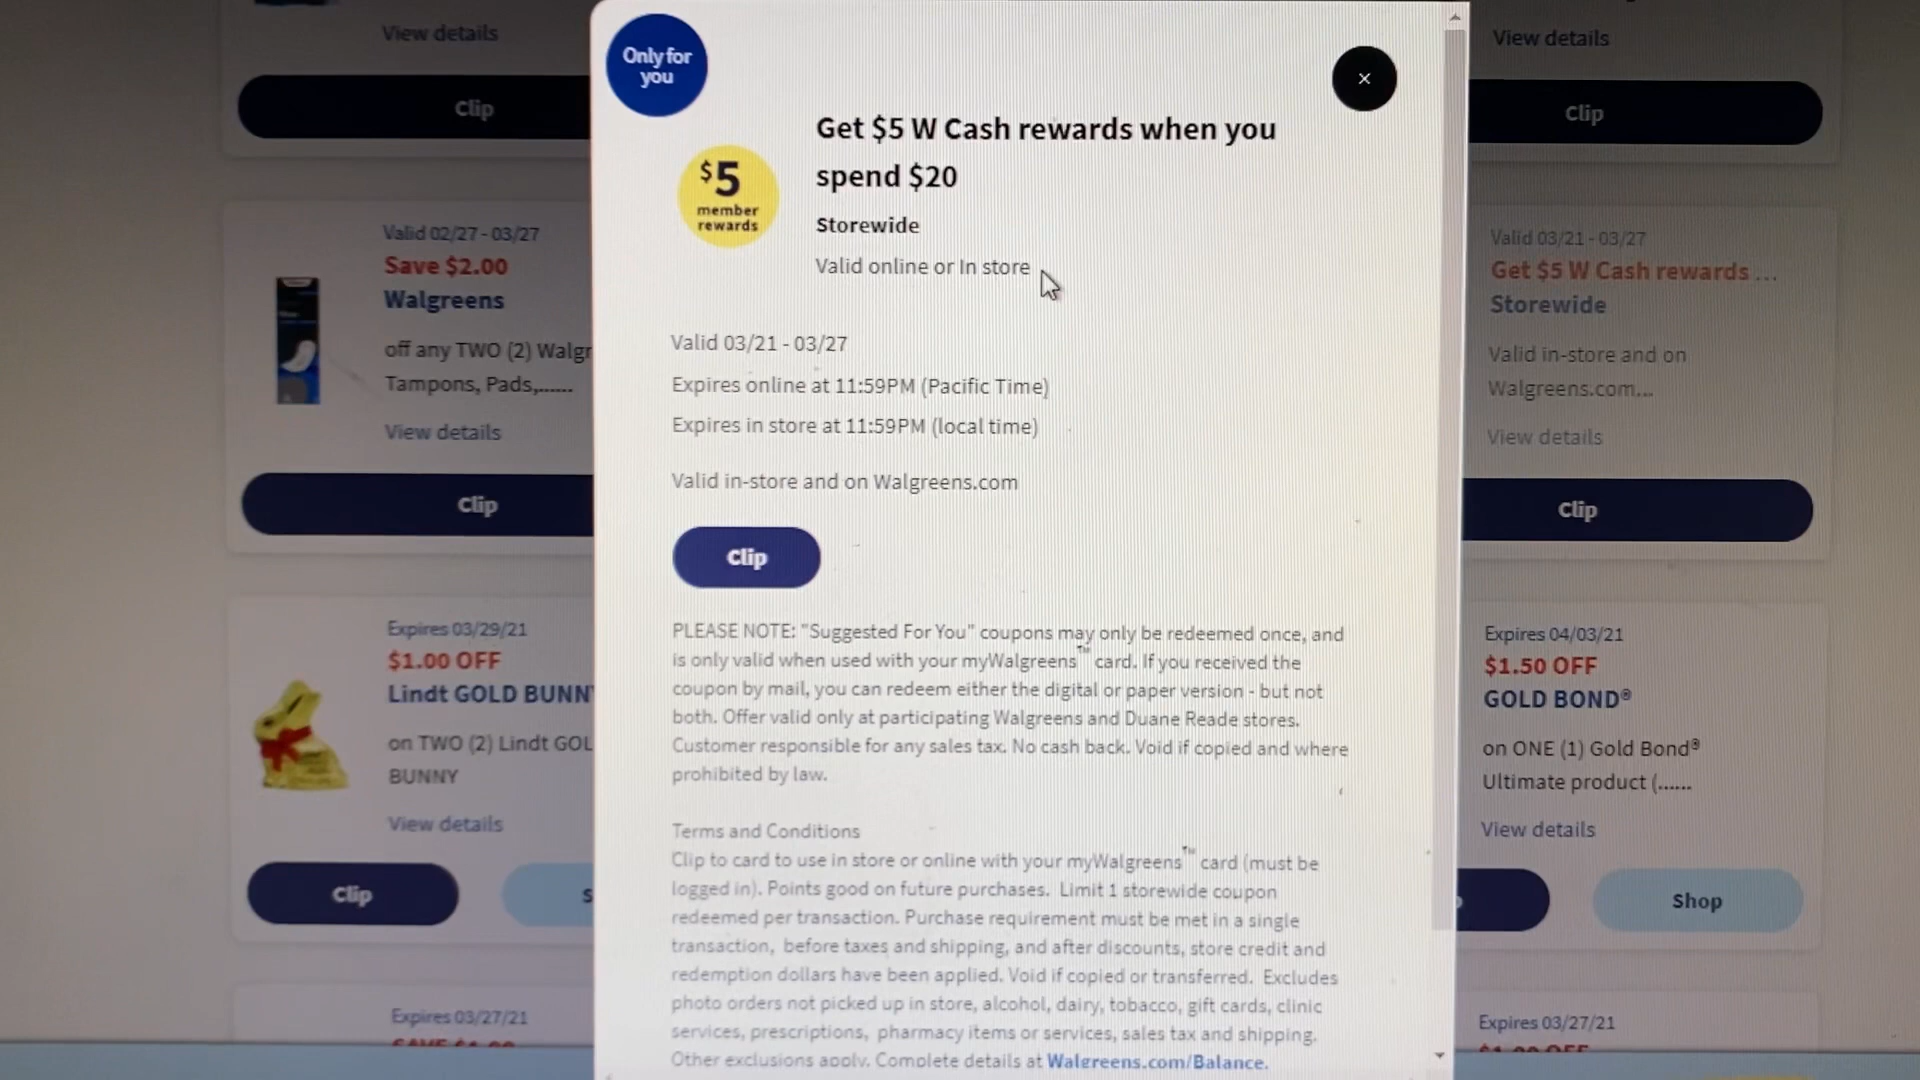 View details
Clip
Valid 02/27 - 03/27
Save $2.00
Walgreens
off any TWO (2) Walgr
Tampons, Pads,......
View details
Clip
Expires 03/29/21
$1.00 OFF
Lindt GOLD BUNN
on TWO (2) Lindt GOL
BUNNY
View details
Clip
S
Expires 03/27/21
Only for
you
×
$5
member
rewards
Get $5 W Cash rewards when you
spend $20
Storewide
Valid online or In store
Valid 03/21 - 03/27
Expires online at 11:59PM (Pacific Time)
Expires in store at 11:59PM (local time)
Valid in-store and on Walgreens.com
Clip
PLEASE NOTE: "Suggested For You" coupons may only be redeemed once, and
is only valid when used with your myWalgreens™ card. If you received the
coupon by mail, you can redeem either the digital or paper version - but not
both. Offer valid only at participating Walgreens and Duane Reade stores.
Customer responsible for any sales tax. No cash back. Void if copied and where
prohibited by law.
Terms and Conditions
Clip to card to use in store or online with your myWalgreens™ card (must be
logged in). Points good on future purchases. Limit 1 storewide coupon
redeemed per transaction. Purchase requirement must be met in a single
transaction, before taxes and shipping, and after discounts, store credit and
redemption dollars have been applied. Void if copied or transferred. Excludes
photo orders not picked up in store, alcohol, dairy, tobacco, gift cards, clinic
services, prescriptions, pharmacy items or services, sales tax and shipping.
Other exclusions apply. Complete details at Walgreens.com/Balance.
View details
Clip
Valid 03/21 - 03/27
Get $5 W Cash rewards ...
Storewide
Valid in-store and on
Walgreens.com...
View details
Clip
Expires 04/03/21
$1.50 OFF
GOLD BOND®
on ONE (1) Gold Bond®
Ultimate product (......
View details
Shop
Expires 03/27/21